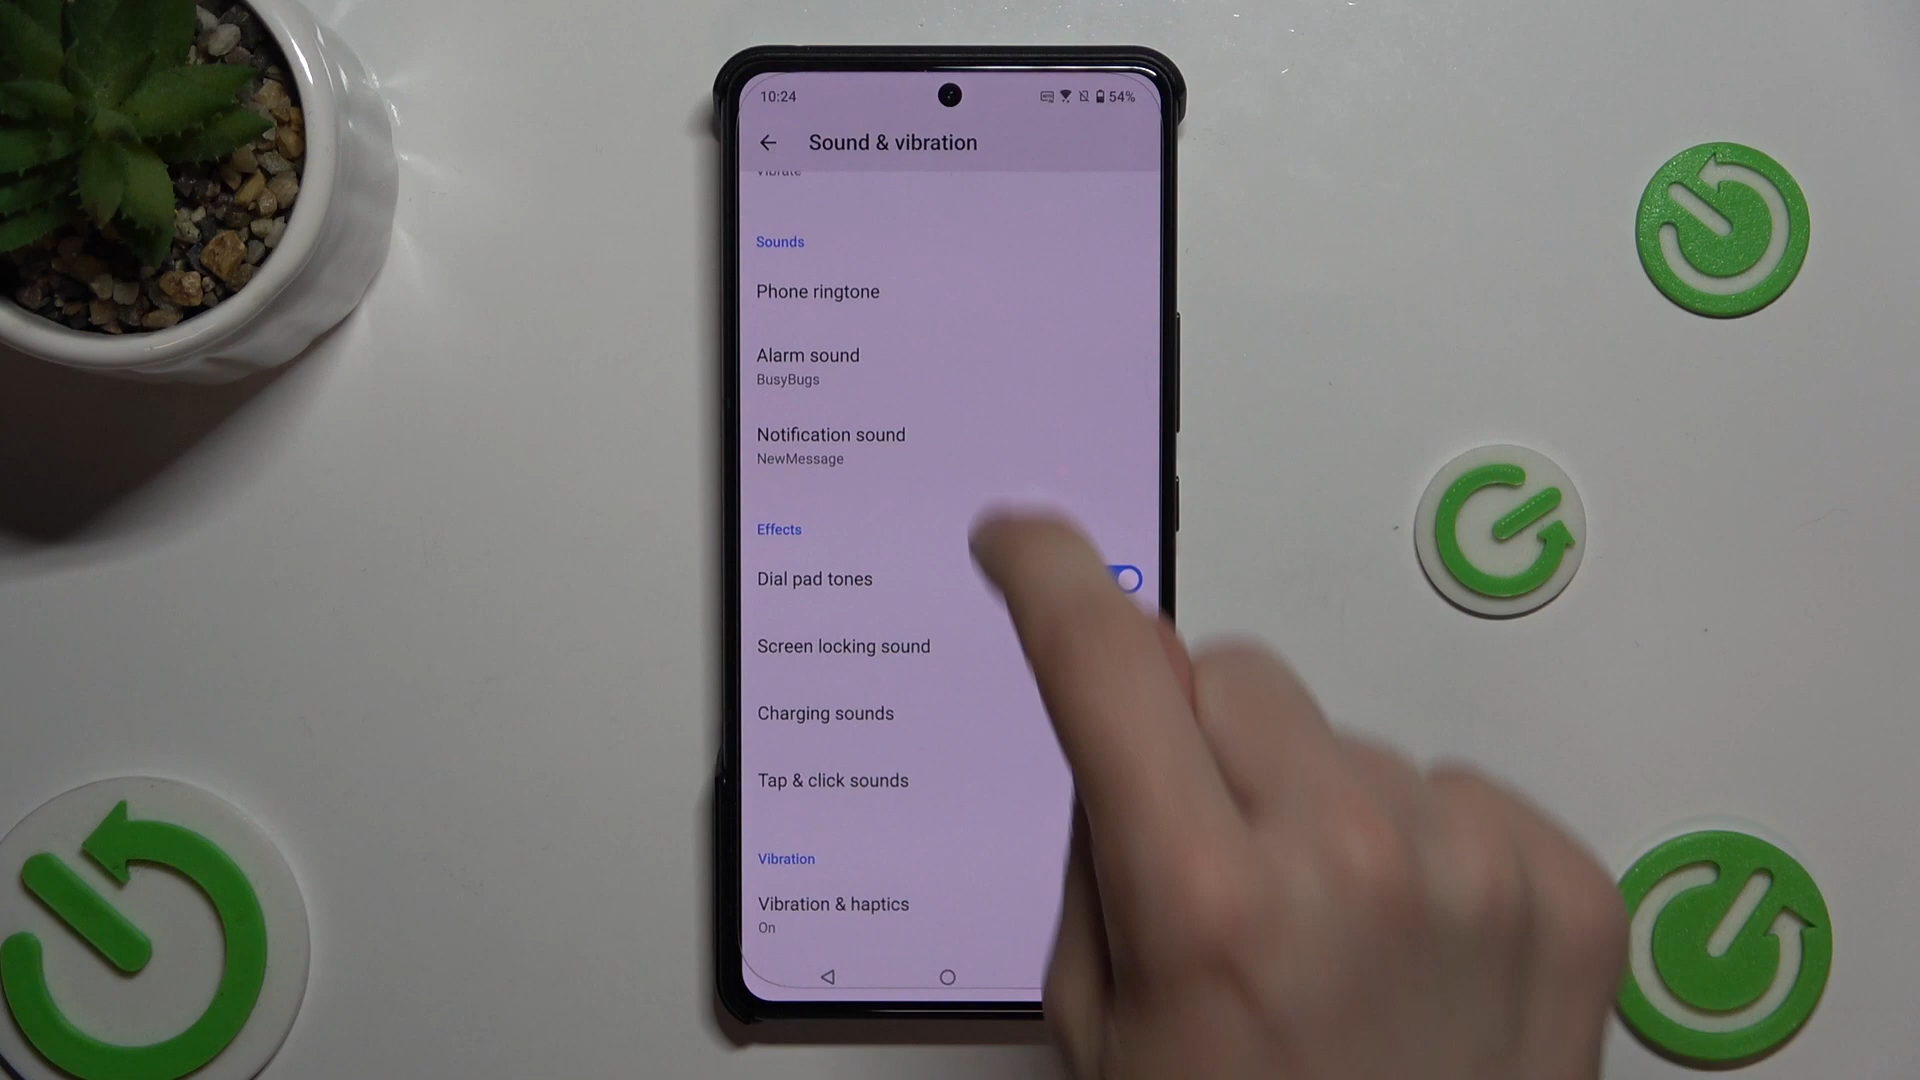 10:24
54%
Sound & vibration
Vibrate
Sounds
Phone ringtone
Alarm sound
BusyBugs
Notification sound
NewMessage
Effects
Dial pad tones
Screen locking sound
Charging sounds
Tap & click sounds
Vibration
Vibration & haptics
On